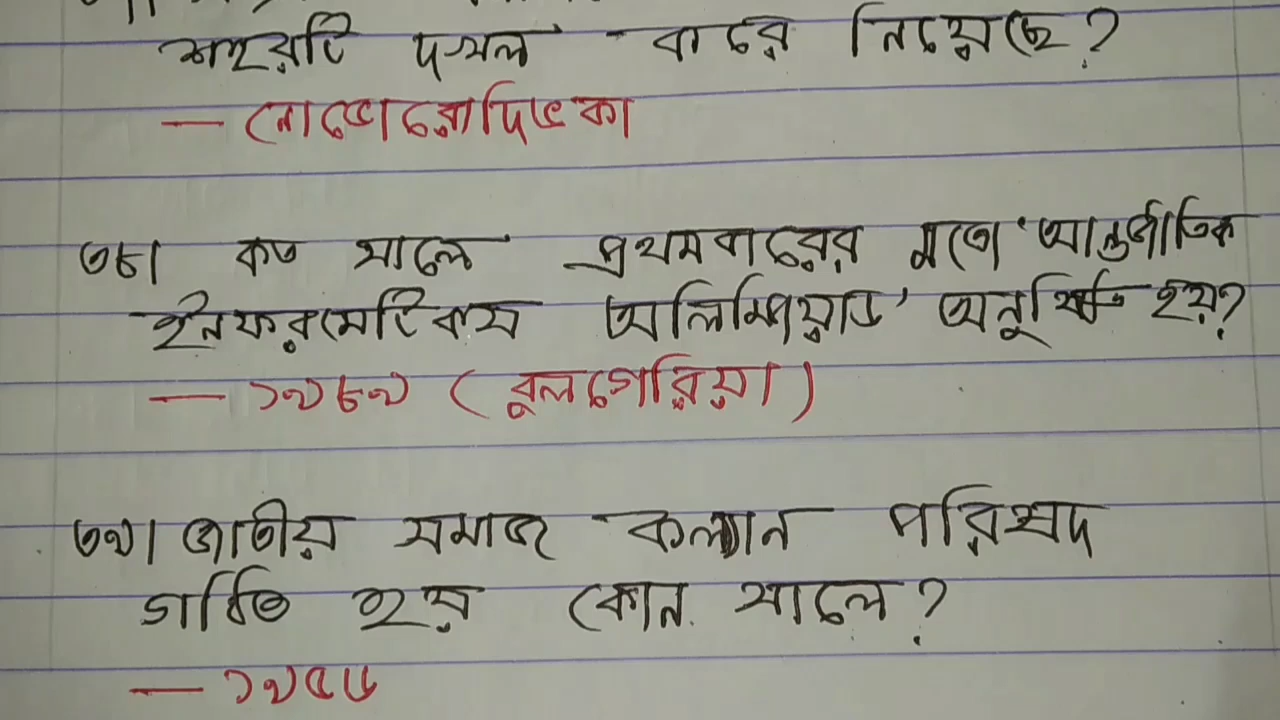 শহরটি দখল করে নিয়েছে?
— নোভোরোদিভকা
৩৮। কত সালে প্রথমবারের মতো 'আন্তর্জাতিক
ইনফরমেটিকস অলিম্পিয়াড' অনুষ্ঠিত হয়?
— ১৯৮৯ (বুলগেরিয়া)
৩৯। জাতীয় সমাজ কল্যান পরিষদ
গঠিত হয় কোন সালে?
— ১৯৫৬